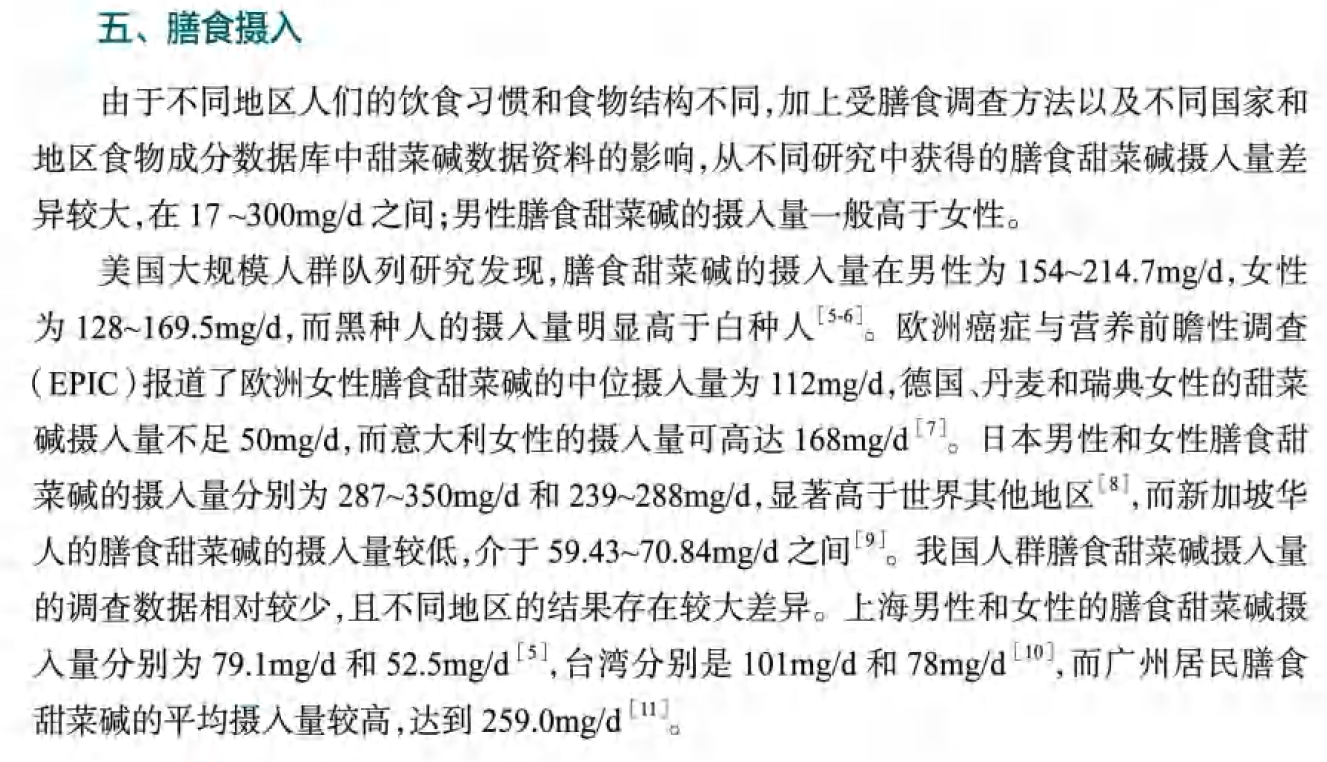 五、膳食摄入
由于不同地区人们的饮食习惯和食物结构不同,加上受膳食调查方法以及不同国家和
地区食物成分数据库中甜菜碱数据资料的影响,从不同研究中获得的膳食甜菜碱摄入量差
异较大,在 17 ~300mg/d 之间;男性膳食甜菜碱的摄入量一般高于女性。
美国大规模人群队列研究发现,膳食甜菜碱的摄入量在男性为 154~214.7mg/d,女性
为 128~169.5mg/d,而黑种人的摄入量明显高于白种人[5-6]。欧洲癌症与营养前瞻性调查
(EPIC)报道了欧洲女性膳食甜菜碱的中位摄入量为 112mg/d,德国、丹麦和瑞典女性的甜菜
碱摄入量不足 50mg/d,而意大利女性的摄入量可高达 168mg/d[7]。日本男性和女性膳食甜
菜碱的摄入量分别为 287~350mg/d 和 239~288mg/d,显著高于世界其他地区[8],而新加坡华
人的膳食甜菜碱的摄入量较低,介于 59.43~70.84mg/d 之间[9]。我国人群膳食甜菜碱摄入量
的调查数据相对较少,且不同地区的结果存在较大差异。上海男性和女性的膳食甜菜碱摄
入量分别为 79.1mg/d 和 52.5mg/d[5],台湾分别是 101mg/d 和 78mg/d[10],而广州居民膳食
甜菜碱的平均摄入量较高,达到 259.0mg/d[11]。